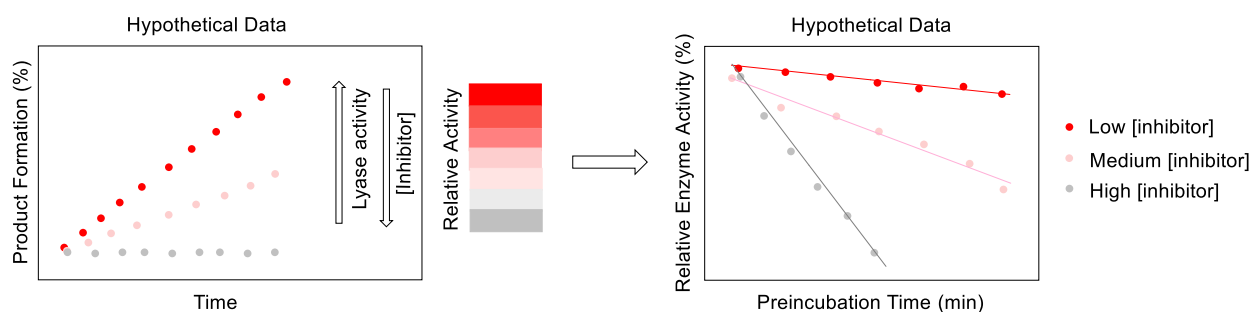 Hypothetical Data
Product Formation (%)
Lyase activity
[Inhibitor]
Time
Relative Activity
Hypothetical Data
Relative Enzyme Activity (%)
Preincubation Time (min)
Low [inhibitor]
Medium [inhibitor]
High [inhibitor]